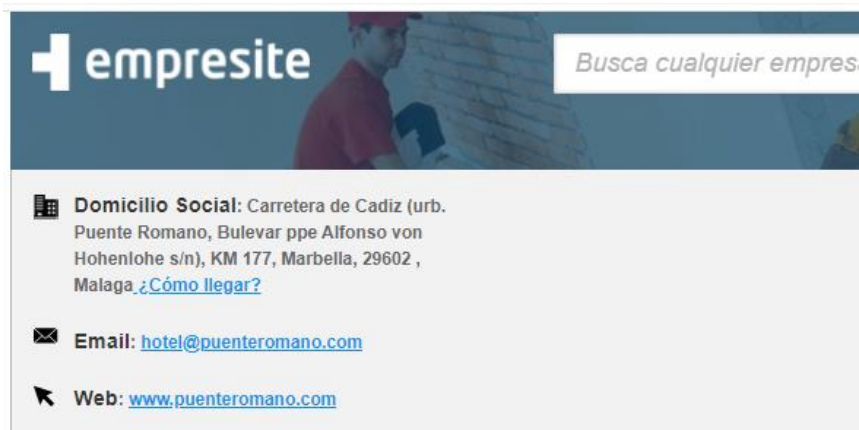 empresite
Busca cualquier empresa
Domicilio Social: Carretera de Cadiz (urb.
Puente Romano, Bulevar ppe Alfonso von
Hohenlohe s/n), KM 177, Marbella, 29602 ,
Malaga ¿Cómo llegar?
Email: hotel@puenteromano.com
Web: www.puenteromano.com